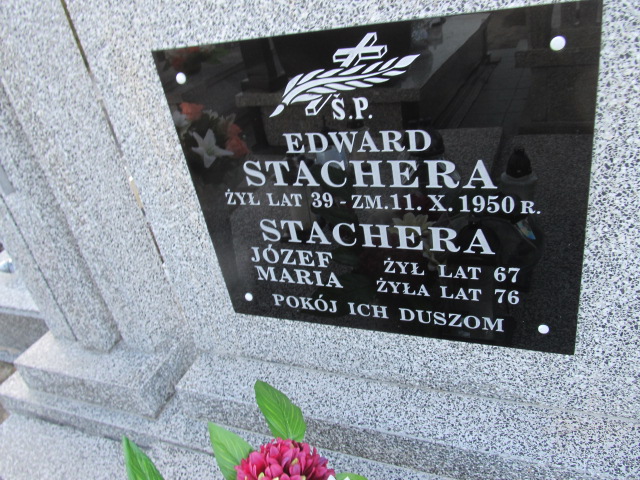 Ś.P.
EDWARD
STACHERA
ŻYŁ LAT 39 - ZM. 11. X. 1950 R.
STACHERA
JÓZEF ŻYŁ LAT 67
MARIA ŻYŁA LAT 76
POKÓJ ICH DUSZOM